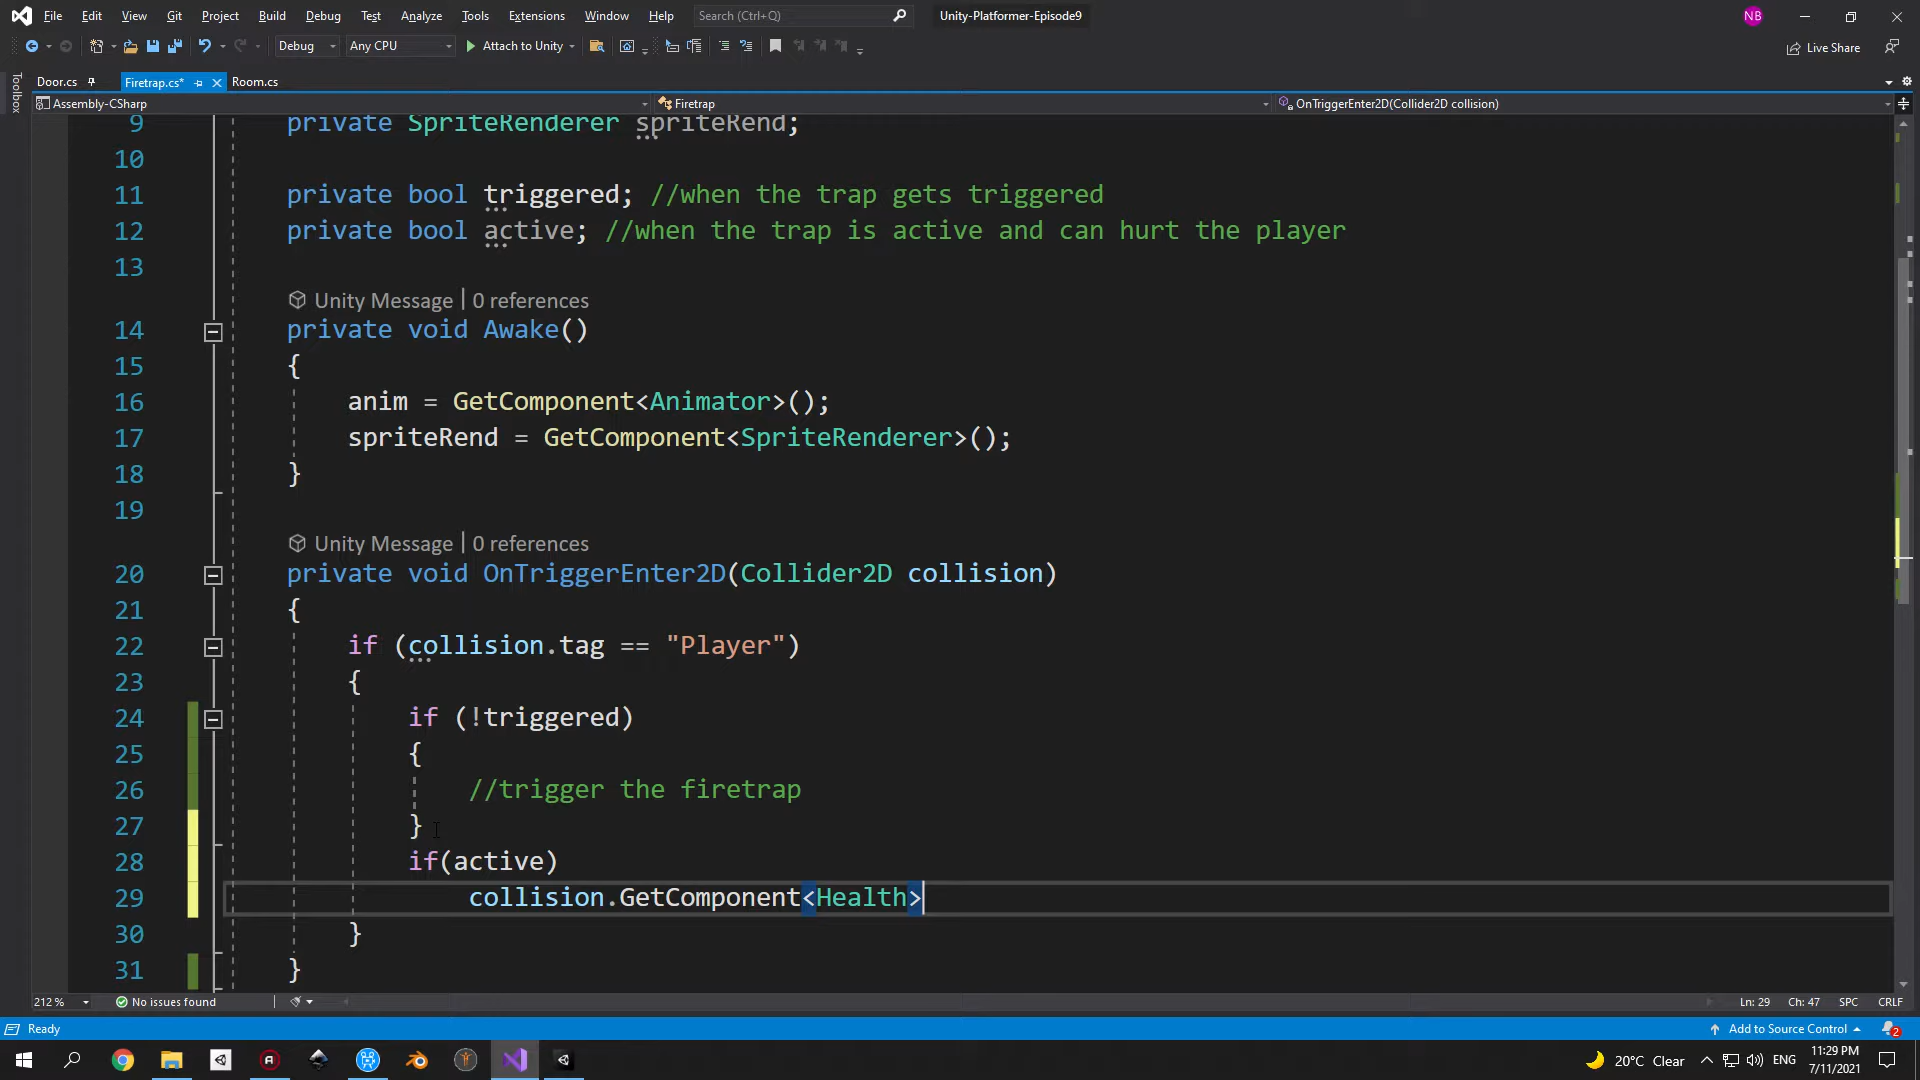 File Edit View Git Project Build Debug Test Analyze Tools Extensions Window Help Search (Ctrl+Q) Unity-Platformer-Episode9 NB
Debug Any CPU Attach to Unity Live Share
Toolbox
Door.cs Firetrap.cs* Room.cs
Assembly-CSharp Firetrap OnTriggerEnter2D(Collider2D collision)
9 private SpriteRenderer spriteRend;
10
11 private bool triggered; //when the trap gets triggered
12 private bool active; //when the trap is active and can hurt the player
13
Unity Message | 0 references
14 private void Awake()
15 {
16 anim = GetComponent<Animator>();
17 spriteRend = GetComponent<SpriteRenderer>();
18 }
19
Unity Message | 0 references
20 private void OnTriggerEnter2D(Collider2D collision)
21 {
22 if (collision.tag == "Player")
23 {
24 if (!triggered)
25 {
26 //trigger the firetrap
27 }
28 if(active)
29 collision.GetComponent<Health>
30 }
31 }
212 % No issues found Ln: 29 Ch: 47 SPC CRLF
Ready Add to Source Control 2
20°C Clear ENG 11:29 PM
7/11/2021